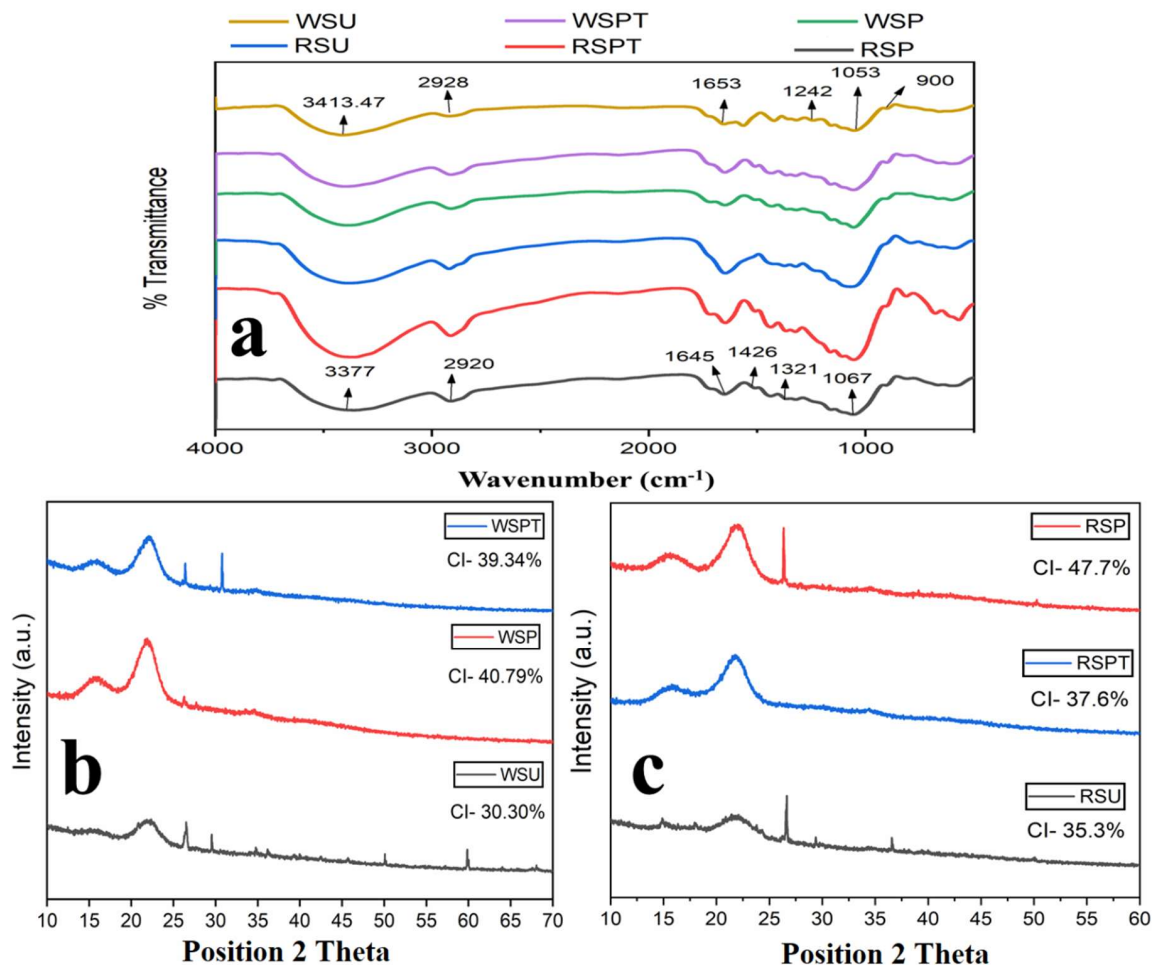 WSU WSPT WSP
RSU RSPT RSP
% Transmittance
3413.47 2928 1653 1242 1053 900
a
3377 2920 1645 1426 1321 1067
4000 3000 2000 1000
Wavenumber (cm⁻¹)
Intensity (a.u.)
WSPT
CI- 39.34%
WSP
CI- 40.79%
b
WSU
CI- 30.30%
10 15 20 25 30 35 40 45 50 55 60 65 70
Position 2 Theta
Intensity (a.u.)
RSP
CI- 47.7%
RSPT
CI- 37.6%
c
RSU
CI- 35.3%
10 15 20 25 30 35 40 45 50 55 60
Position 2 Theta